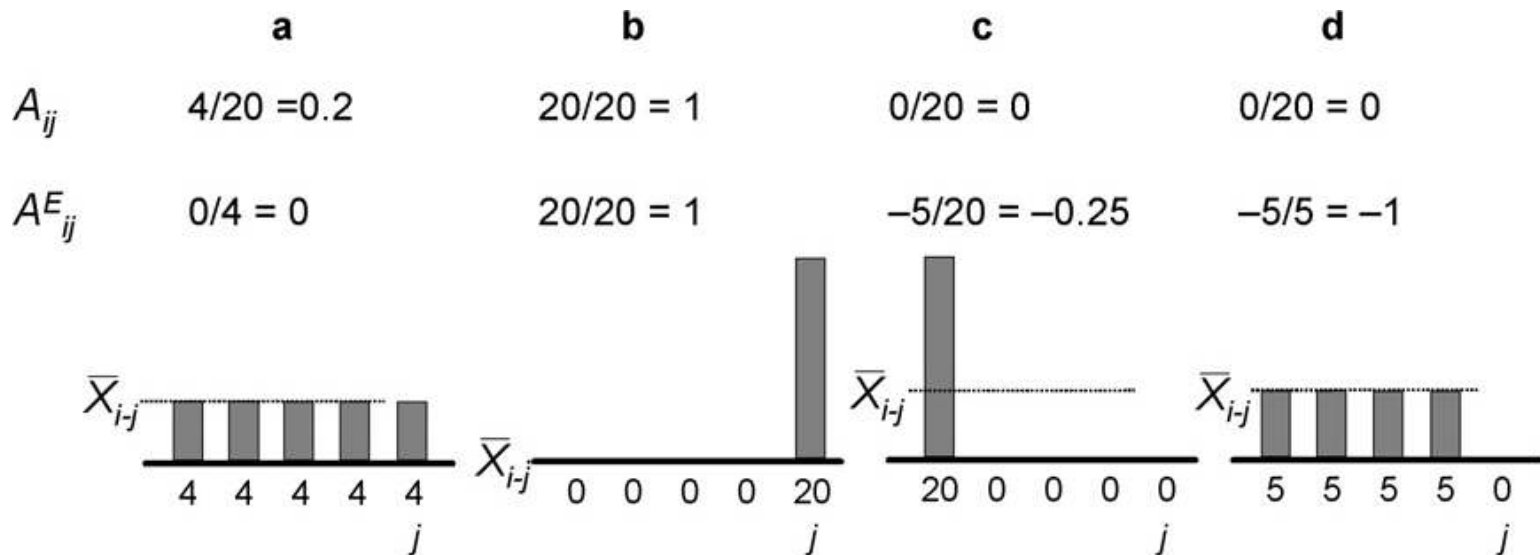 a b c d
A_ij 4/20 =0.2 20/20 = 1 0/20 = 0 0/20 = 0
A^E_ij 0/4 = 0 20/20 = 1 –5/20 = –0.25 –5/5 = –1
X̅_i-j X̅_i-j X̅_i-j X̅_i-j
4 4 4 4 4 0 0 0 0 20 20 0 0 0 0 5 5 5 5 0
j j j j